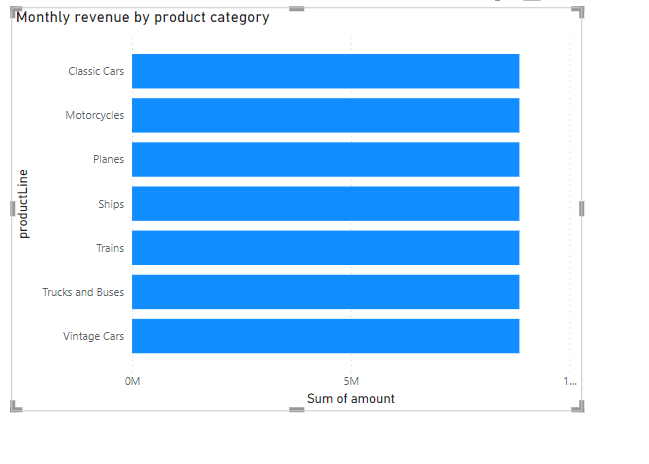 Monthly revenue by product category
Classic Cars
Motorcycles
Planes
Ships
Trains
Trucks and Buses
Vintage Cars
productLine
0M
5M
1...
Sum of amount